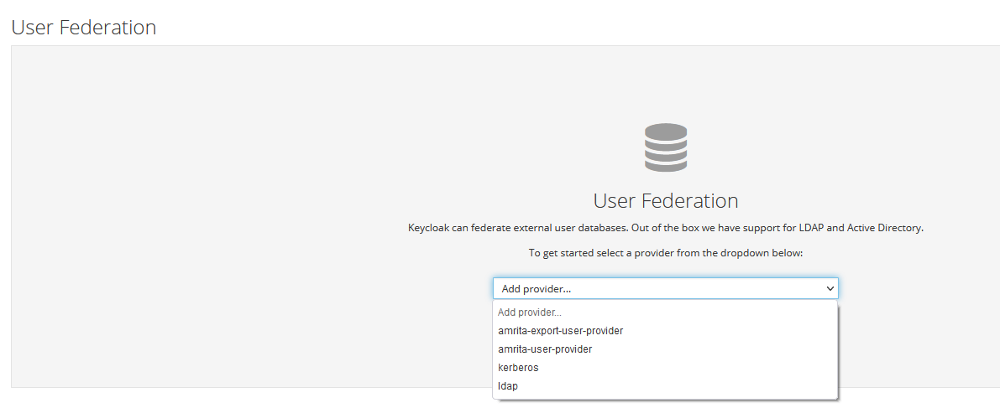 User Federation
User Federation
Keycloak can federate external user databases. Out of the box we have support for LDAP and Active Directory.
To get started select a provider from the dropdown below:
Add provider...
Add provider...
amrita-export-user-provider
amrita-user-provider
kerberos
ldap